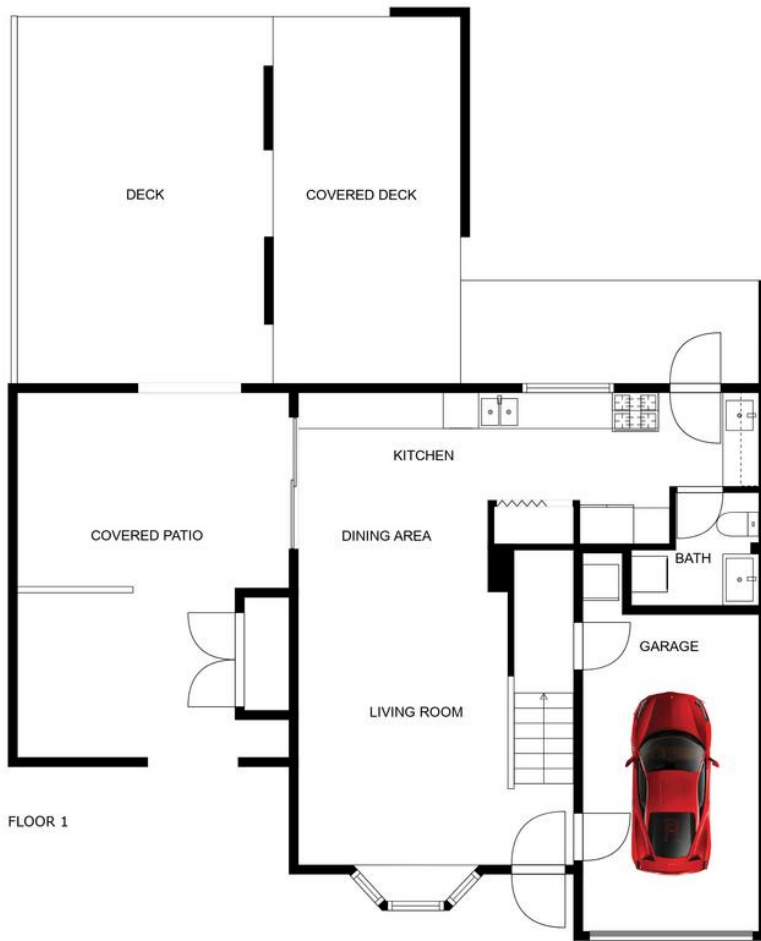 DECK
COVERED DECK
KITCHEN
COVERED PATIO
DINING AREA
BATH
GARAGE
LIVING ROOM
FLOOR 1